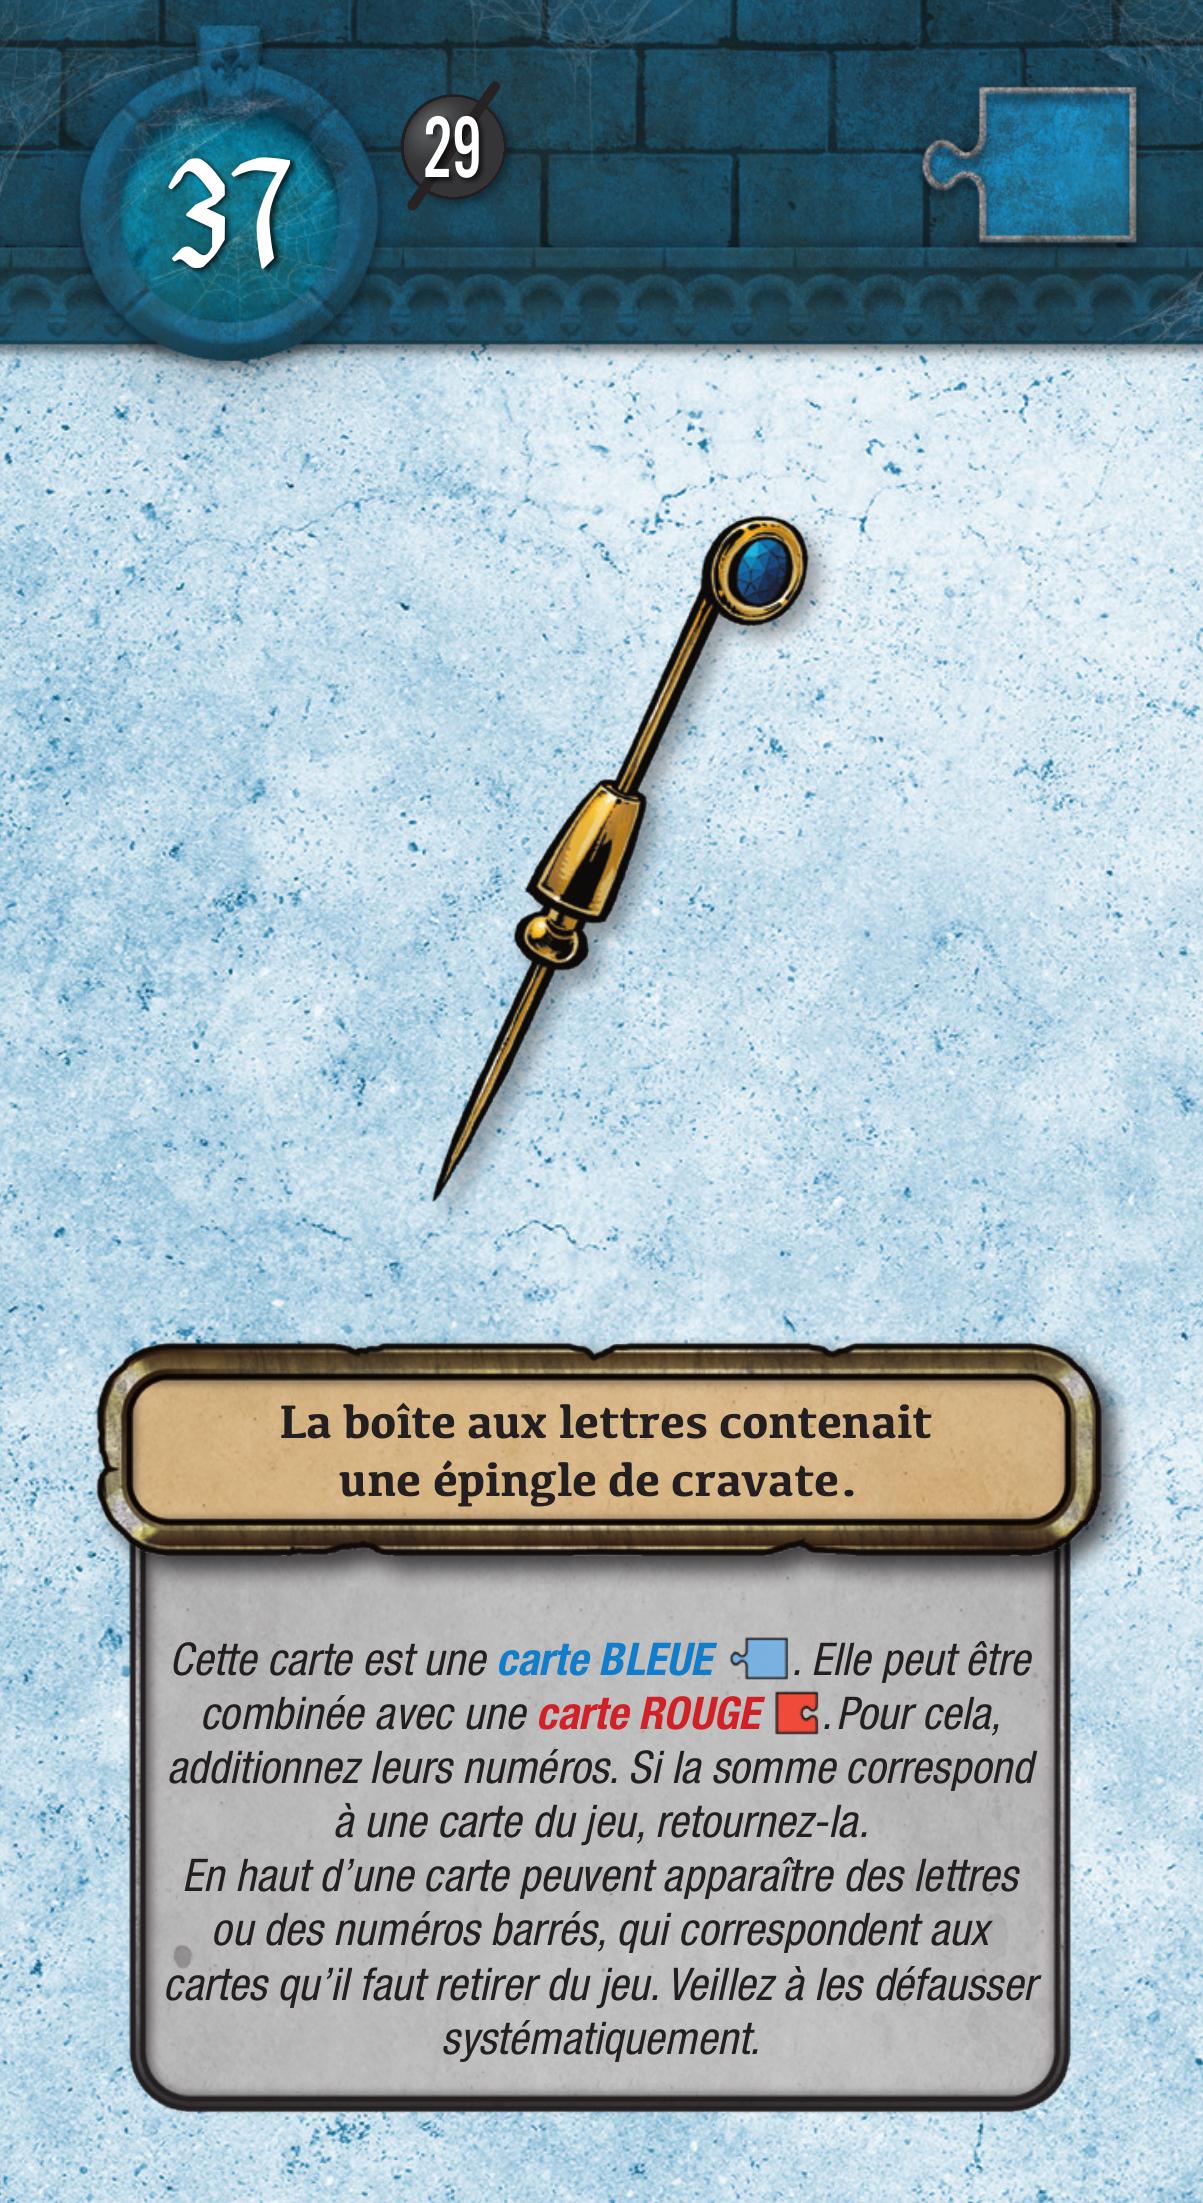 37
29
La boîte aux lettres contenait
une épingle de cravate.
Cette carte est une carte BLEUE . Elle peut être
combinée avec une carte ROUGE . Pour cela,
additionnez leurs numéros. Si la somme correspond
à une carte du jeu, retournez-la.
En haut d’une carte peuvent apparaître des lettres
ou des numéros barrés, qui correspondent aux
cartes qu’il faut retirer du jeu. Veillez à les défausser
systématiquement.